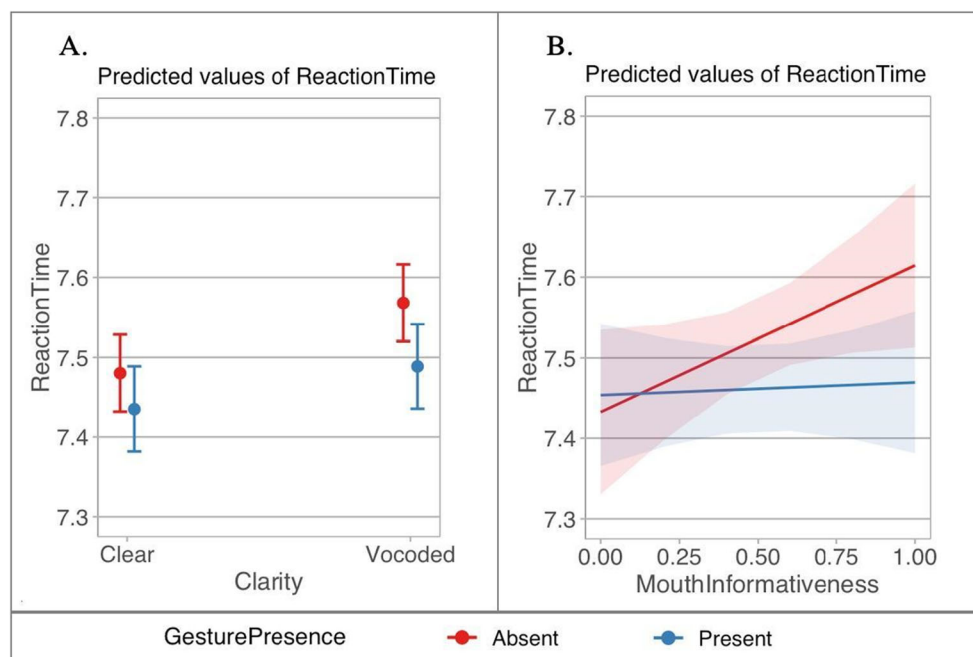 A.
Predicted values of ReactionTime
7.8
7.7
7.6
7.5
7.4
7.3
ReactionTime
Clear Vocoded
Clarity
B.
Predicted values of ReactionTime
7.8
7.7
7.6
7.5
7.4
7.3
ReactionTime
0.00 0.25 0.50 0.75 1.00
MouthInformativeness
GesturePresence Absent Present